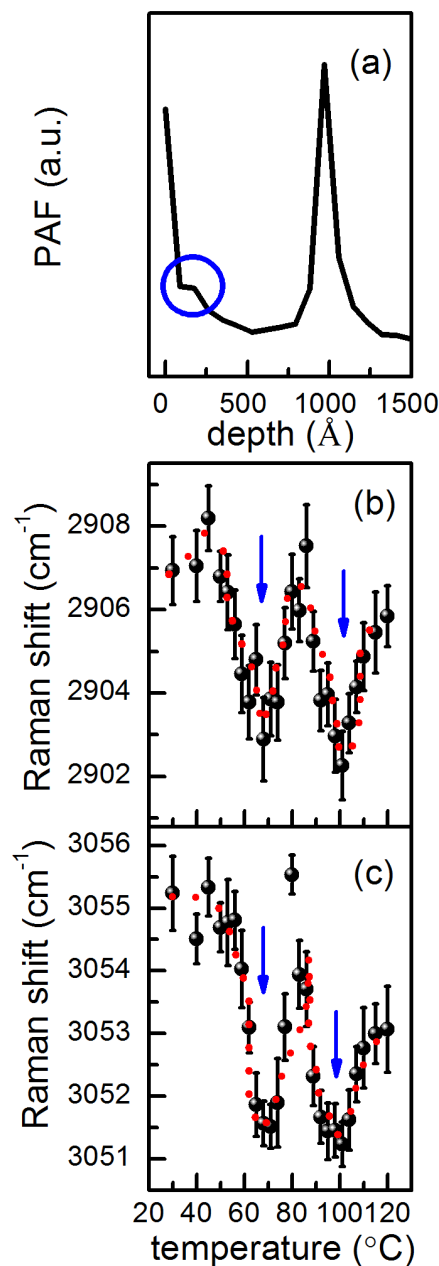 (a)
PAF (a.u.)
0 500 1000 1500
depth (Å)
(b)
2908
2906
2904
2902
Raman shift (cm⁻¹)
(c)
3056
3055
3054
3053
3052
3051
Raman shift (cm⁻¹)
20 40 60 80 100 120
temperature (°C)